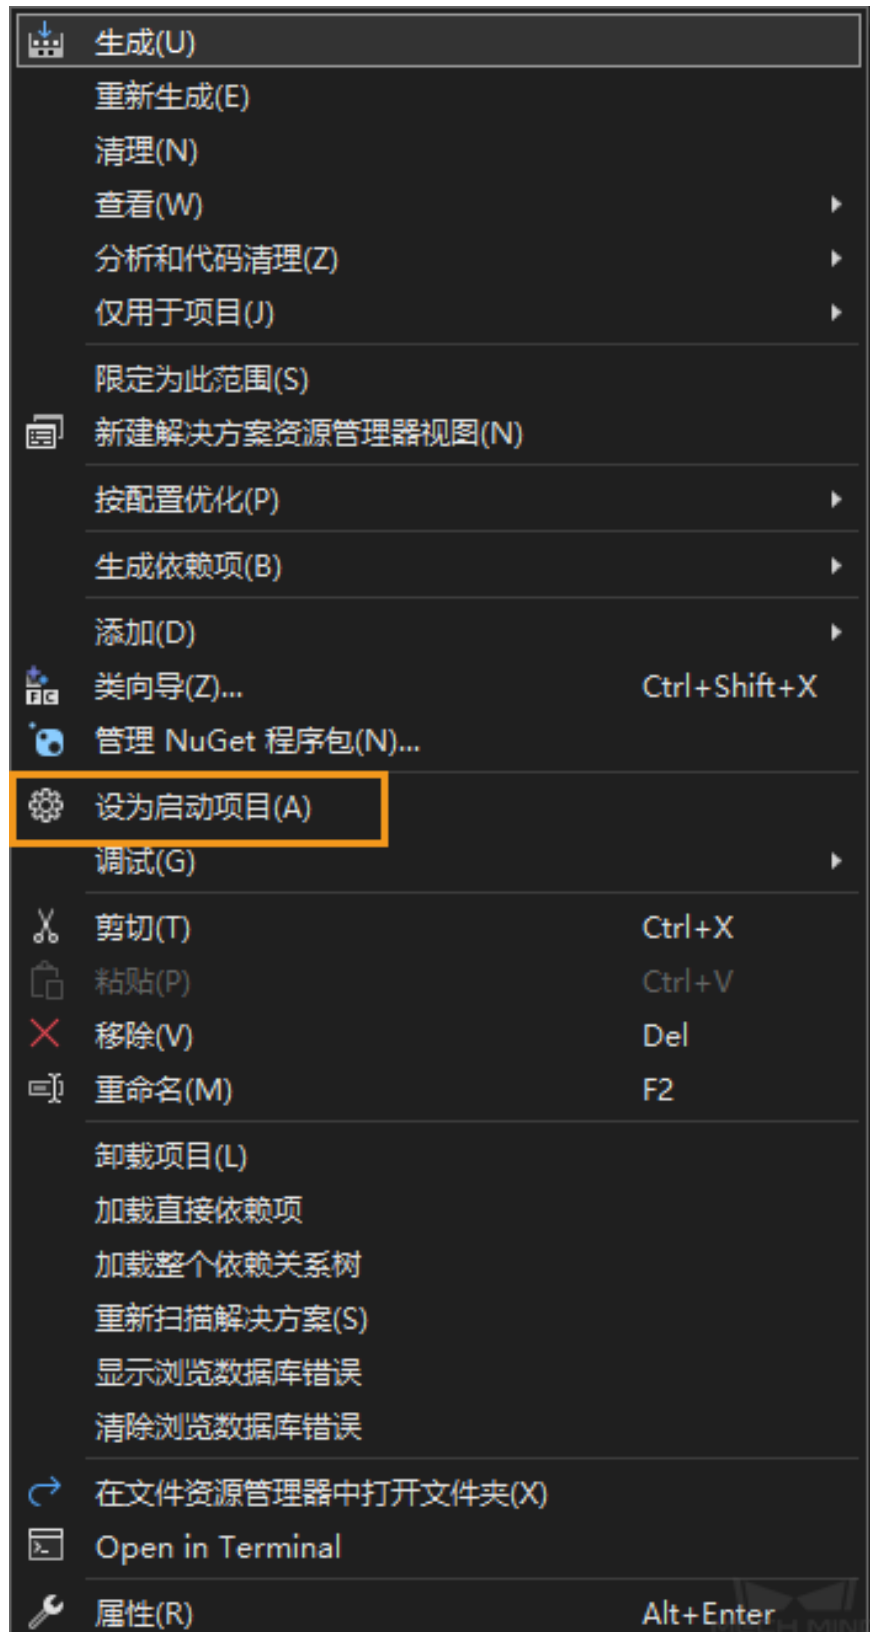 生成(U)
重新生成(E)
清理(N)
查看(W)
分析和代码清理(Z)
仅用于项目(J)
限定为此范围(S)
新建解决方案资源管理器视图(N)
按配置优化(P)
生成依赖项(B)
添加(D)
类向导(Z)... Ctrl+Shift+X
管理 NuGet 程序包(N)...
设为启动项目(A)
调试(G)
剪切(T) Ctrl+X
粘贴(P) Ctrl+V
移除(V) Del
重命名(M) F2
卸载项目(L)
加载直接依赖项
加载整个依赖关系树
重新扫描解决方案(S)
显示浏览数据库错误
清除浏览数据库错误
在文件资源管理器中打开文件夹(X)
Open in Terminal
属性(R) Alt+Enter